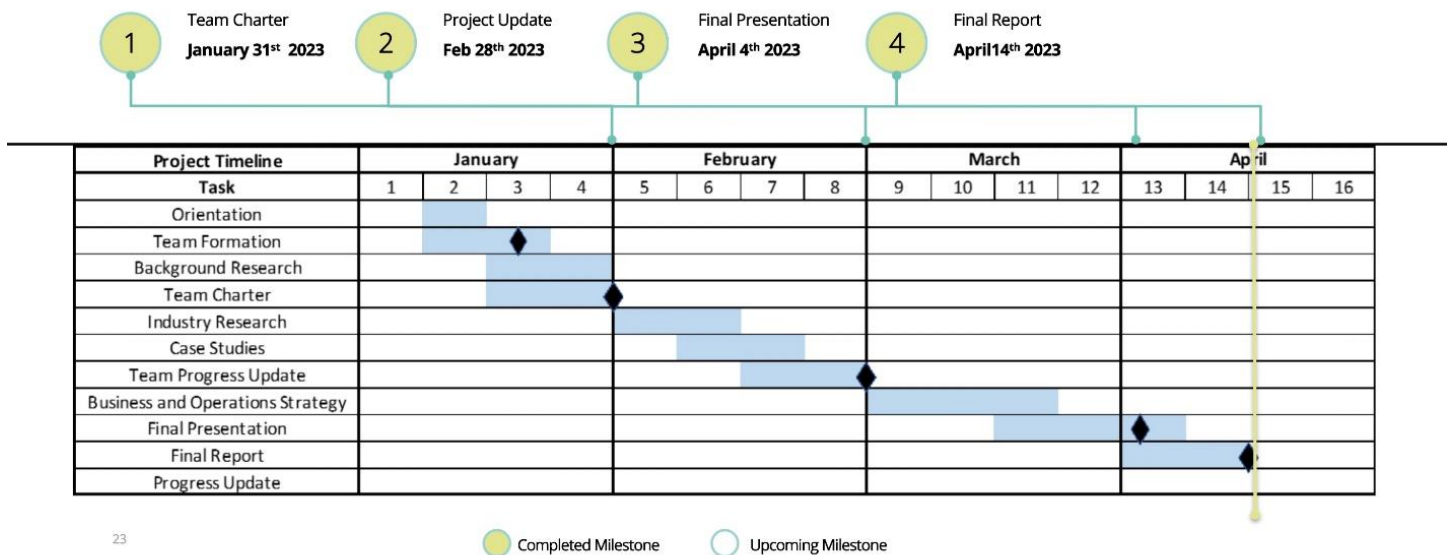 1
Team Charter
January 31st 2023
2
Project Update
Feb 28th 2023
3
Final Presentation
April 4th 2023
4
Final Report
April14th 2023
Project Timeline January February March April
Task 1 2 3 4 5 6 7 8 9 10 11 12 13 14 15 16
Orientation
Team Formation
Background Research
Team Charter
Industry Research
Case Studies
Team Progress Update
Business and Operations Strategy
Final Presentation
Final Report
Progress Update
23
Completed Milestone
Upcoming Milestone